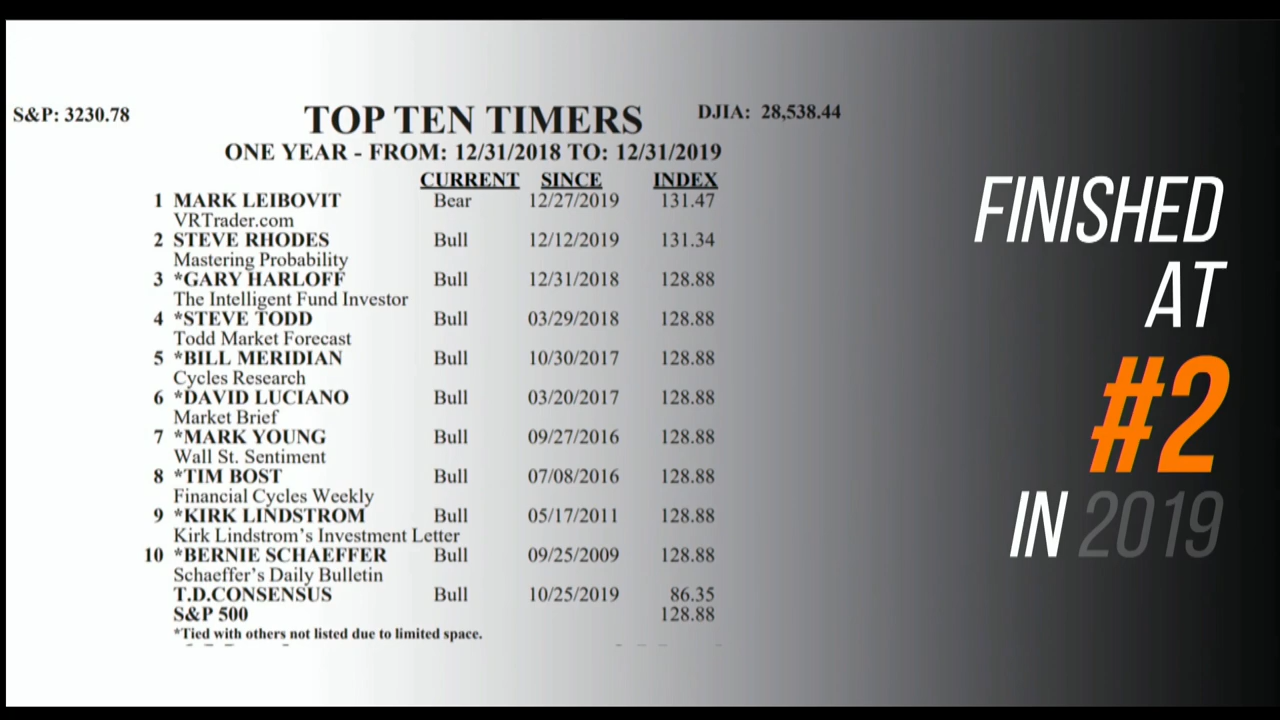 S&P: 3230.78
TOP TEN TIMERS
DJIA: 28,538.44
ONE YEAR - FROM: 12/31/2018 TO: 12/31/2019
CURRENT SINCE INDEX
1 MARK LEIBOVIT Bear 12/27/2019 131.47
VRTrader.com
2 STEVE RHODES Bull 12/12/2019 131.34
Mastering Probability
3 *GARY HARLOFF Bull 12/31/2018 128.88
The Intelligent Fund Investor
4 *STEVE TODD Bull 03/29/2018 128.88
Todd Market Forecast
5 *BILL MERIDIAN Bull 10/30/2017 128.88
Cycles Research
6 *DAVID LUCIANO Bull 03/20/2017 128.88
Market Brief
7 *MARK YOUNG Bull 09/27/2016 128.88
Wall St. Sentiment
8 *TIM BOST Bull 07/08/2016 128.88
Financial Cycles Weekly
9 *KIRK LINDSTROM Bull 05/17/2011 128.88
Kirk Lindstrom's Investment Letter
10 *BERNIE SCHAEFFER Bull 09/25/2009 128.88
Schaeffer's Daily Bulletin
T.D.CONSENSUS Bull 10/25/2019 86.35
S&P 500 128.88
*Tied with others not listed due to limited space.
FINISHED
AT
#2
IN 2019